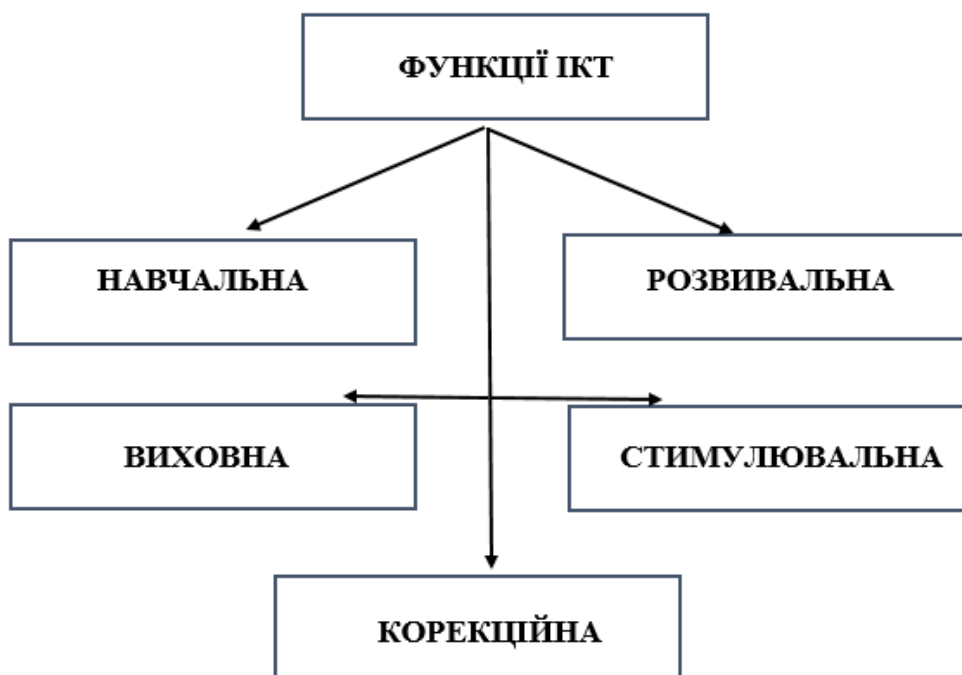 ФУНКЦІЇ ІКТ
НАВЧАЛЬНА
РОЗВИВАЛЬНА
ВИХОВНА
СТИМУЛЮВАЛЬНА
КОРЕКЦІЙНА